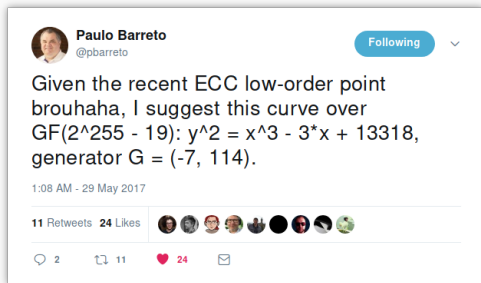 Paulo Barreto
@pbarreto
Following
Given the recent ECC low-order point
brouhaha, I suggest this curve over
GF(2^255 - 19): y^2 = x^3 - 3*x + 13318,
generator G = (-7, 114).
1:08 AM - 29 May 2017
11 Retweets 24 Likes
2 11 24